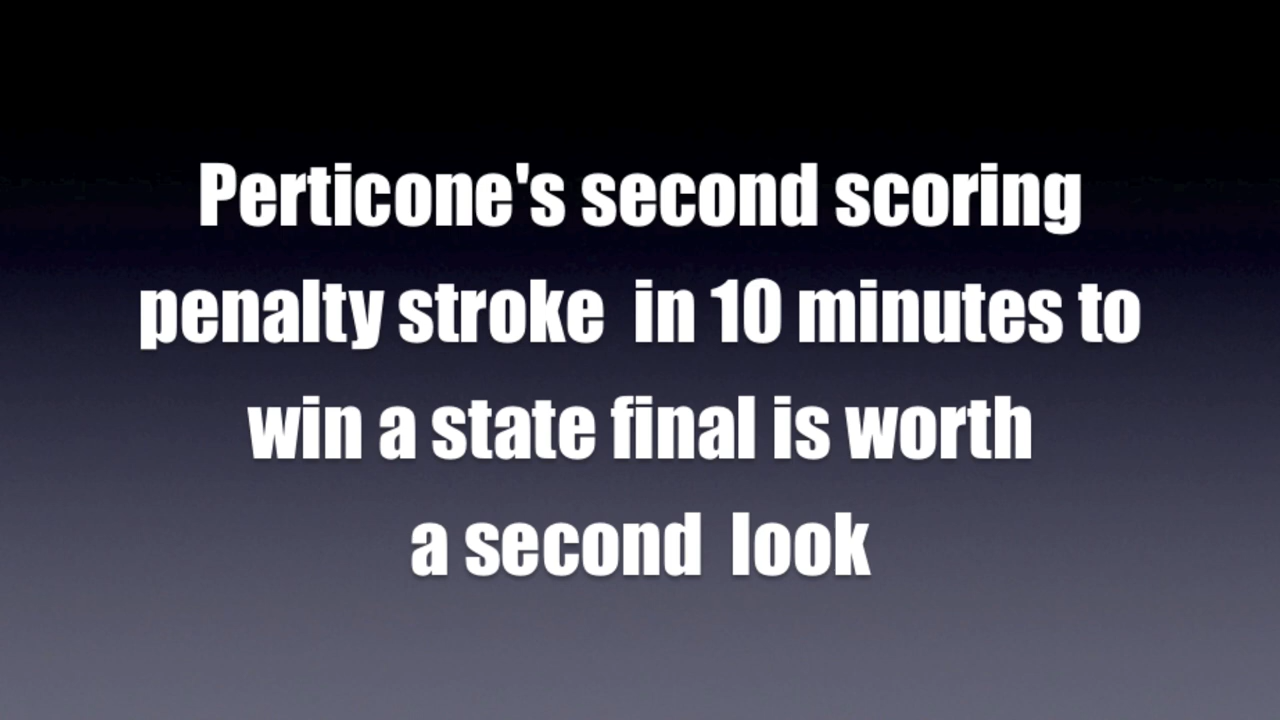 Perticone's second scoring
penalty stroke  in 10 minutes to
win a state final is worth
a second  look